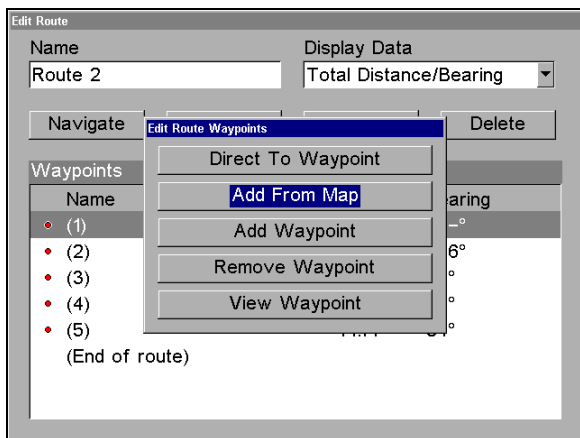 Edit Route
Name
Display Data
Route 2
Total Distance/Bearing
Navigate
Delete
Edit Route Waypoints
Direct To Waypoint
Add From Map
Add Waypoint
Remove Waypoint
View Waypoint
Waypoints
Name
(1)
(2)
(3)
(4)
(5)
(End of route)